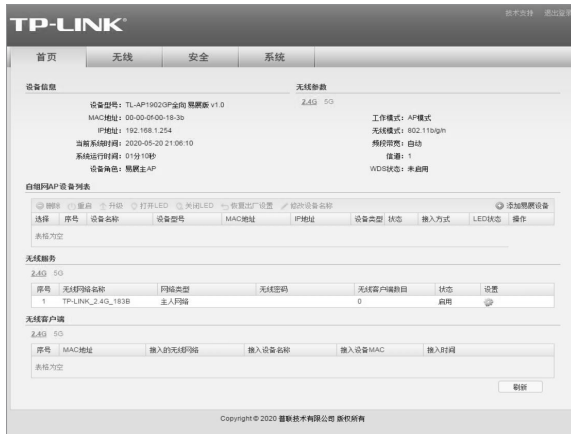 技术支持 退出登录
TP-LINK
首页 无线 安全 系统
设备信息 无线参数
设备型号：TL-AP1902GP全向 易展版 v1.0 2.4G 5G
MAC地址：00-00-0f-00-18-3b 工作模式：AP模式
IP地址：192.168.1.254 无线模式：802.11b/g/n
当前系统时间：2020-05-20 21:06:10 频段带宽：自动
系统运行时间：01分10秒 信道：1
设备角色：易展主AP WDS状态：未启用
自组网AP设备列表
删除 重启 升级 打开LED 关闭LED 恢复出厂设置 修改设备名称 添加易展设备
选择 序号 设备名称 设备型号 MAC地址 IP地址 设备类型 状态 接入方式 LED状态 操作
表格为空
无线服务
2.4G 5G
序号 无线网络名称 网络类型 无线密码 无线客户端数目 状态 设置
1 TP-LINK_2.4G_183B 主人网络 0 启用
无线客户端
2.4G 5G
序号 MAC地址 接入的无线网络 接入设备名称 接入设备MAC 接入时间
表格为空
刷新
Copyright © 2020 普联技术有限公司 版权所有